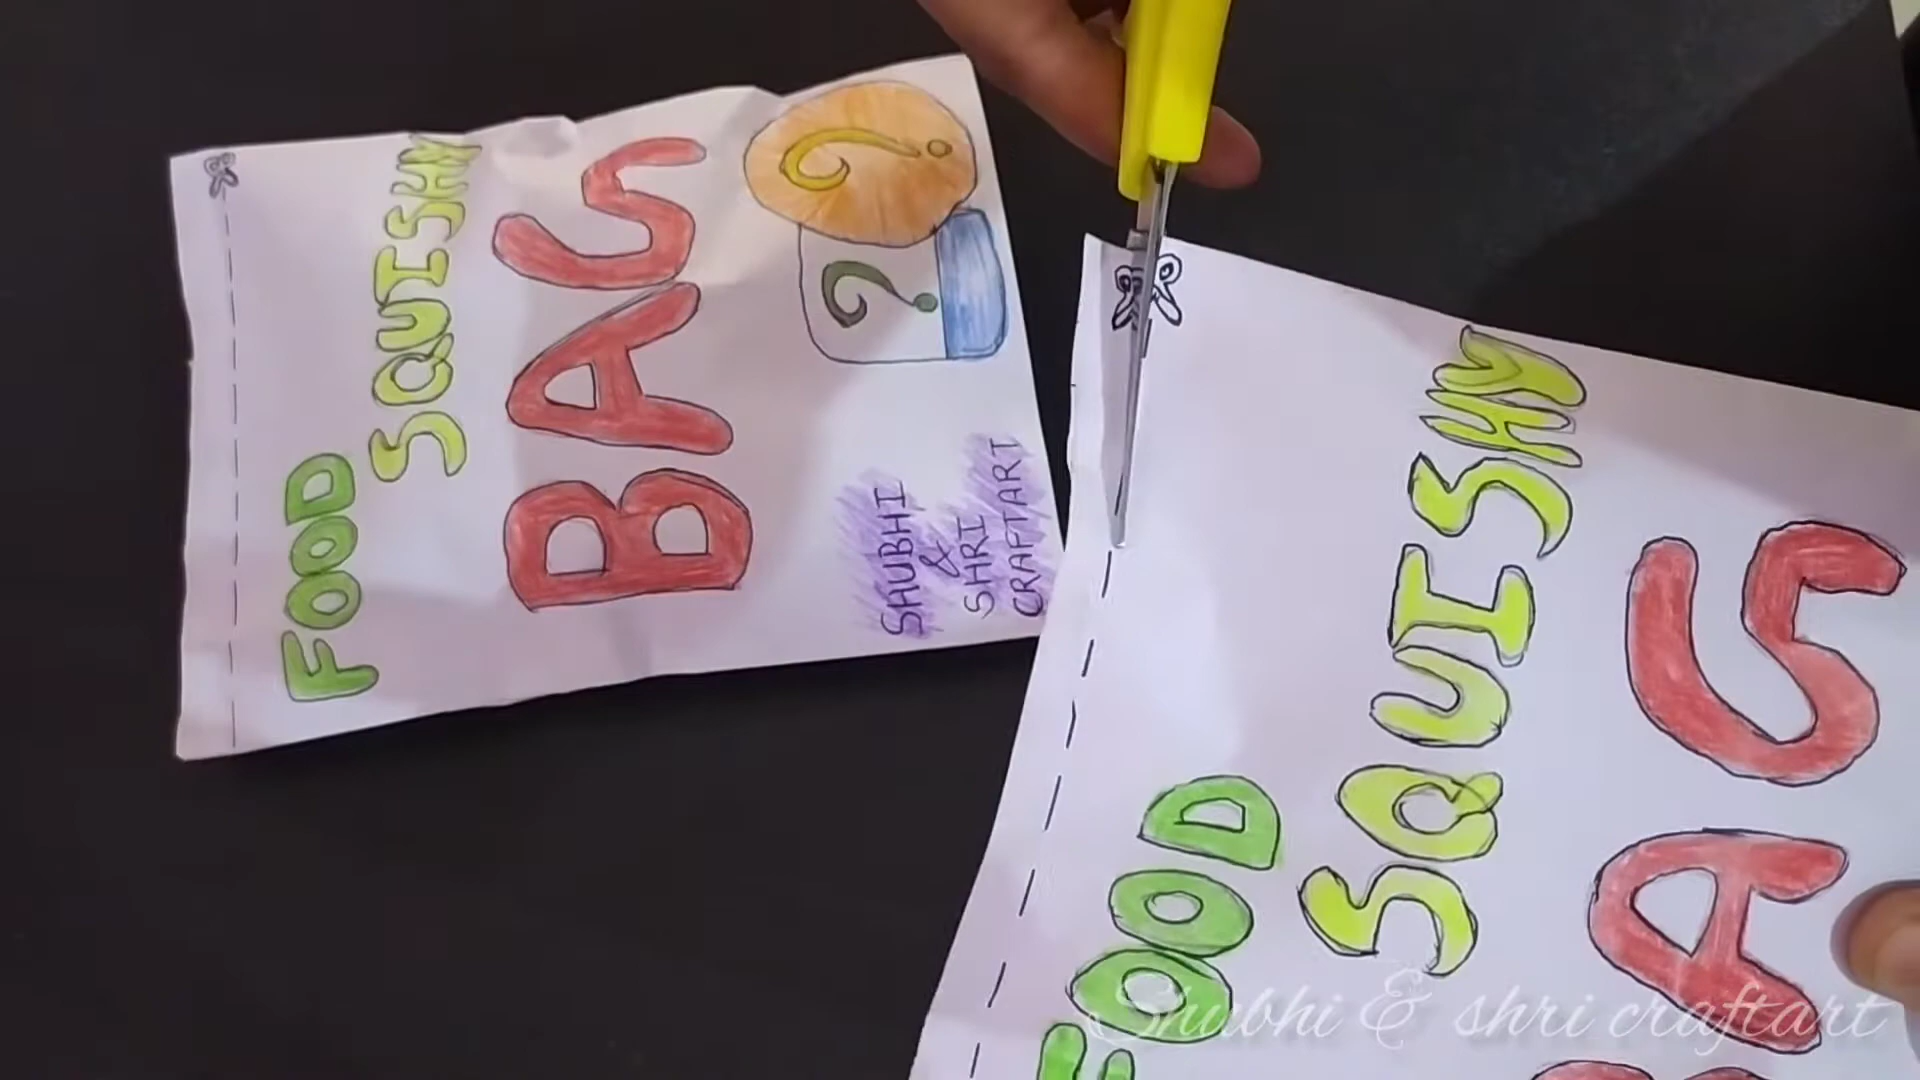 FOOD
SQUISHY
BAG
?
?
SHUBHI
&
SHRI
CRAFTART
FOOD
SQUISHY
BAG
Shubhi & shri craftart